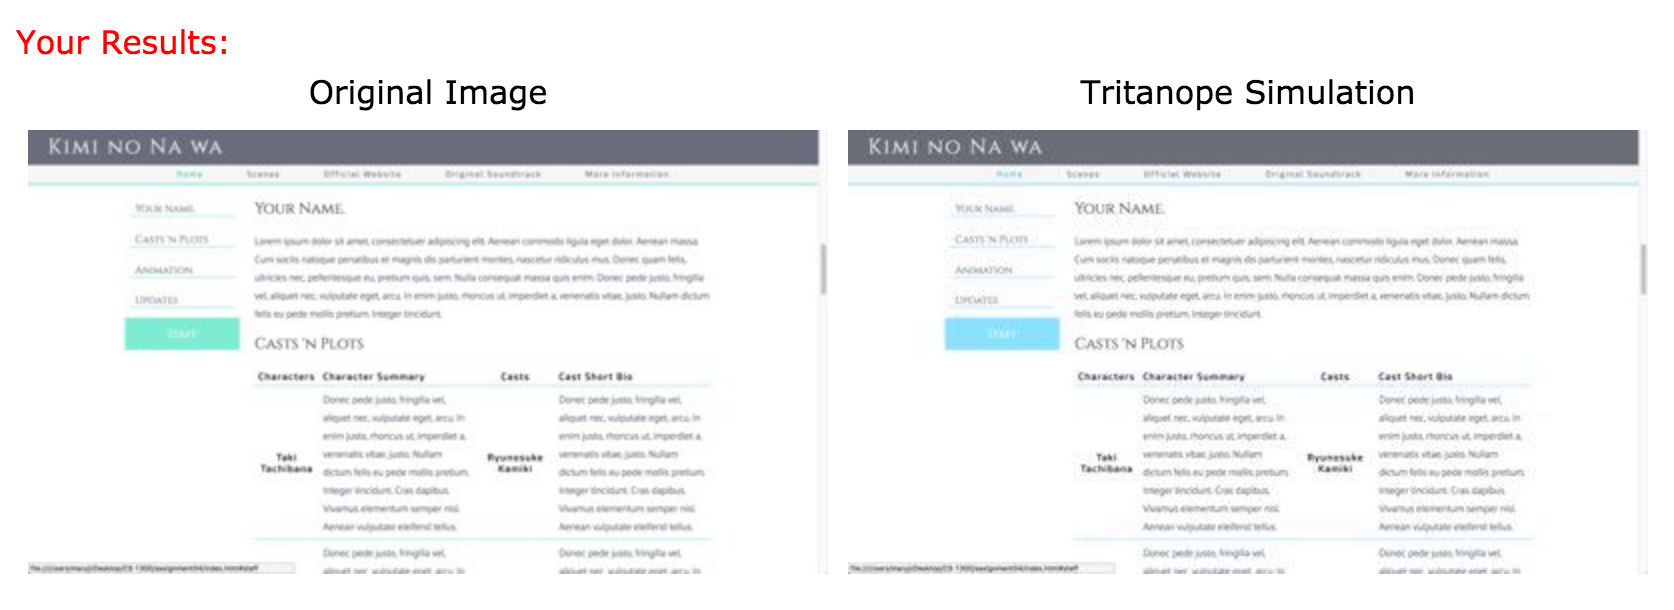 Your Results:
Original Image
Tritanope Simulation
KIMI NO NA WA
Home Scenes Official Website Original Soundtrack More Information
YOUR NAME.
CASTS 'N PLOTS
ANIMATION
UPDATES
STAFF
YOUR NAME.
Lorem ipsum dolor sit amet, consectetuer adipiscing elit. Aenean commodo ligula eget dolor. Aenean massa.
Cum sociis natoque penatibus et magnis dis parturient montes, nascetur ridiculus mus. Donec quam felis,
ultricies nec, pellentesque eu, pretium quis, sem. Nulla consequat massa quis enim. Donec pede justo, fringilla
vel, aliquet nec, vulputate eget, arcu. In enim justo, rhoncus ut, imperdiet a, venenatis vitae, justo. Nullam dictum
felis eu pede mollis pretium. Integer tincidunt.
CASTS 'N PLOTS
Characters Character Summary Casts Cast Short Bio
Taki
Tachibana
Donec pede justo, fringilla vel,
aliquet nec, vulputate eget, arcu. In
enim justo, rhoncus ut, imperdiet a,
venenatis vitae, justo. Nullam
dictum felis eu pede mollis pretium.
Integer tincidunt. Cras dapibus.
Vivamus elementum semper nisi.
Aenean vulputate eleifend tellus.
Ryunosuke
Kamiki
Donec pede justo, fringilla vel,
aliquet nec, vulputate eget, arcu. In
enim justo, rhoncus ut, imperdiet a,
venenatis vitae, justo. Nullam
dictum felis eu pede mollis pretium.
Integer tincidunt. Cras dapibus.
Vivamus elementum semper nisi.
Aenean vulputate eleifend tellus.
Donec pede justo, fringilla vel,
aliquet nec, vulputate eget, arcu. In
Donec pede justo, fringilla vel,
aliquet nec, vulputate eget, arcu. In
KIMI NO NA WA
Home Scenes Official Website Original Soundtrack More Information
YOUR NAME.
CASTS 'N PLOTS
ANIMATION
UPDATES
STAFF
YOUR NAME.
Lorem ipsum dolor sit amet, consectetuer adipiscing elit. Aenean commodo ligula eget dolor. Aenean massa.
Cum sociis natoque penatibus et magnis dis parturient montes, nascetur ridiculus mus. Donec quam felis,
ultricies nec, pellentesque eu, pretium quis, sem. Nulla consequat massa quis enim. Donec pede justo, fringilla
vel, aliquet nec, vulputate eget, arcu. In enim justo, rhoncus ut, imperdiet a, venenatis vitae, justo. Nullam dictum
felis eu pede mollis pretium. Integer tincidunt.
CASTS 'N PLOTS
Characters Character Summary Casts Cast Short Bio
Taki
Tachibana
Donec pede justo, fringilla vel,
aliquet nec, vulputate eget, arcu. In
enim justo, rhoncus ut, imperdiet a,
venenatis vitae, justo. Nullam
dictum felis eu pede mollis pretium.
Integer tincidunt. Cras dapibus.
Vivamus elementum semper nisi.
Aenean vulputate eleifend tellus.
Ryunosuke
Kamiki
Donec pede justo, fringilla vel,
aliquet nec, vulputate eget, arcu. In
enim justo, rhoncus ut, imperdiet a,
venenatis vitae, justo. Nullam
dictum felis eu pede mollis pretium.
Integer tincidunt. Cras dapibus.
Vivamus elementum semper nisi.
Aenean vulputate eleifend tellus.
Donec pede justo, fringilla vel,
aliquet nec, vulputate eget, arcu. In
Donec pede justo, fringilla vel,
aliquet nec, vulputate eget, arcu. In